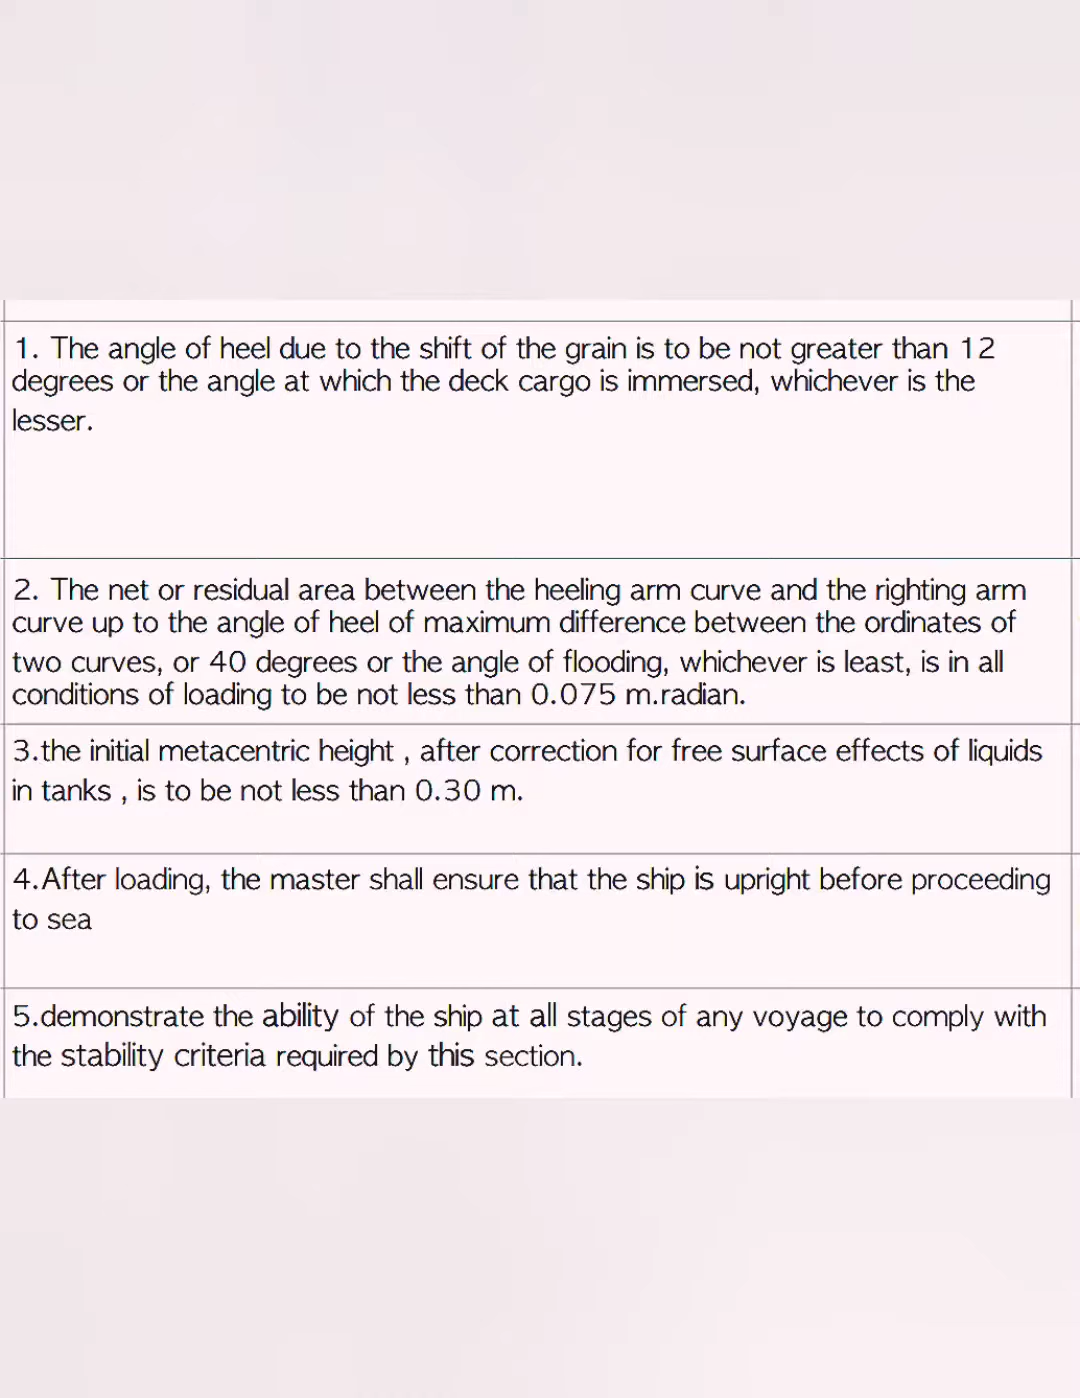 1. The angle of heel due to the shift of the grain is to be not greater than 12
degrees or the angle at which the deck cargo is immersed, whichever is the
lesser.
2. The net or residual area between the heeling arm curve and the righting arm
curve up to the angle of heel of maximum difference between the ordinates of
two curves, or 40 degrees or the angle of flooding, whichever is least, is in all
conditions of loading to be not less than 0.075 m.radian.
3.the initial metacentric height , after correction for free surface effects of liquids
in tanks , is to be not less than 0.30 m.
4.After loading, the master shall ensure that the ship is upright before proceeding
to sea
5.demonstrate the ability of the ship at all stages of any voyage to comply with
the stability criteria required by this section.